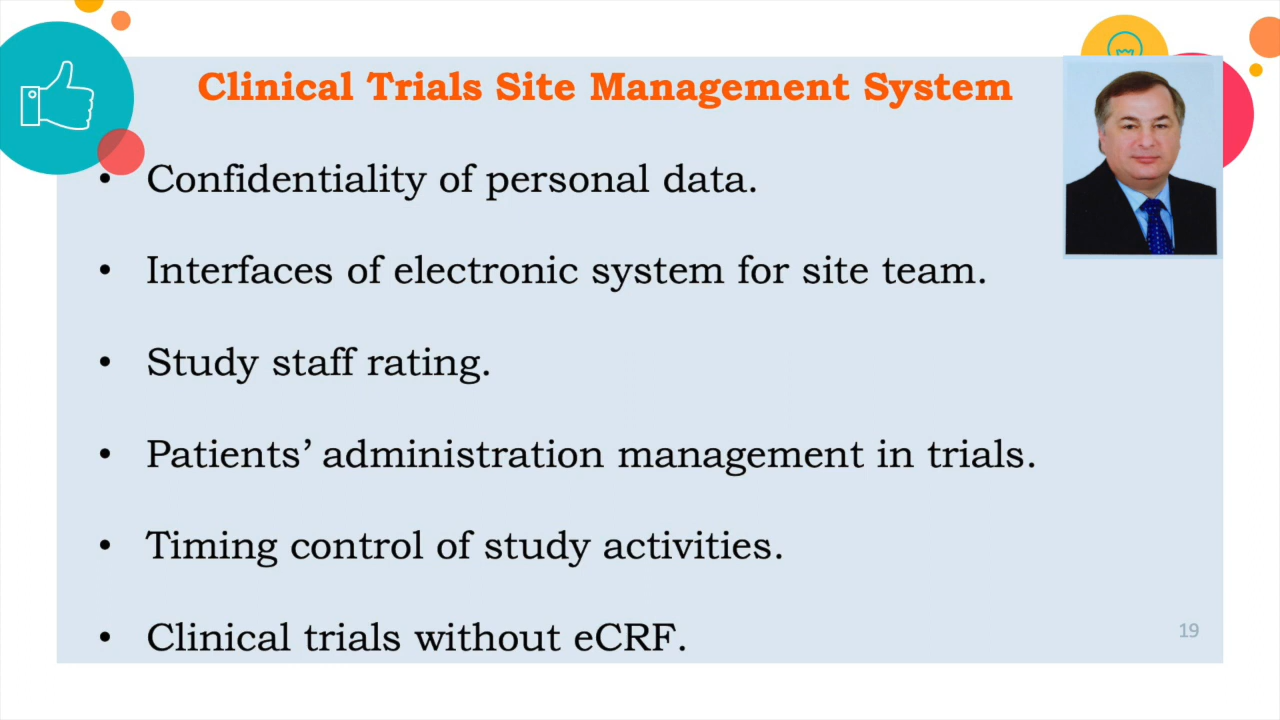 Clinical Trials Site Management System
• Confidentiality of personal data.
• Interfaces of electronic system for site team.
• Study staff rating.
• Patients’ administration management in trials.
• Timing control of study activities.
• Clinical trials without eCRF.
19